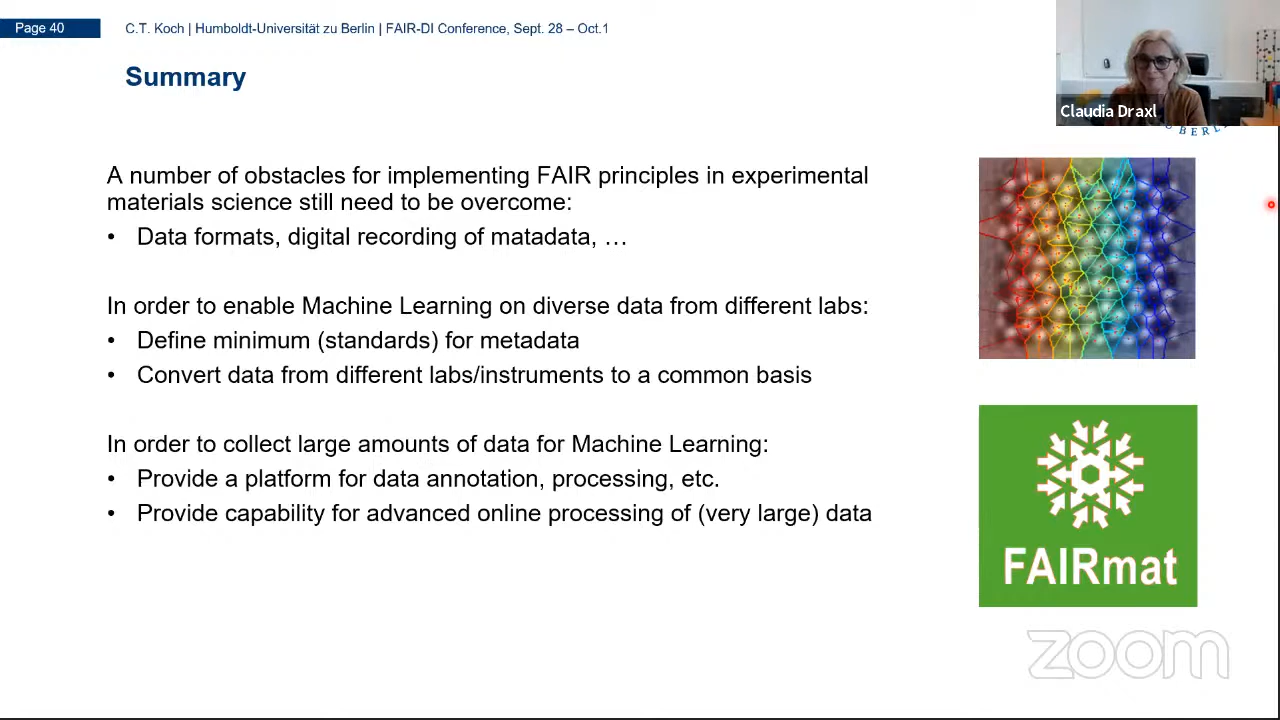 Page 40
C.T. Koch | Humboldt-Universität zu Berlin | FAIR-DI Conference, Sept. 28 – Oct.1
Summary
Claudia Draxl
A number of obstacles for implementing FAIR principles in experimental
materials science still need to be overcome:
• Data formats, digital recording of matadata, …
In order to enable Machine Learning on diverse data from different labs:
• Define minimum (standards) for metadata
• Convert data from different labs/instruments to a common basis
In order to collect large amounts of data for Machine Learning:
• Provide a platform for data annotation, processing, etc.
• Provide capability for advanced online processing of (very large) data
FAIRmat
zoom